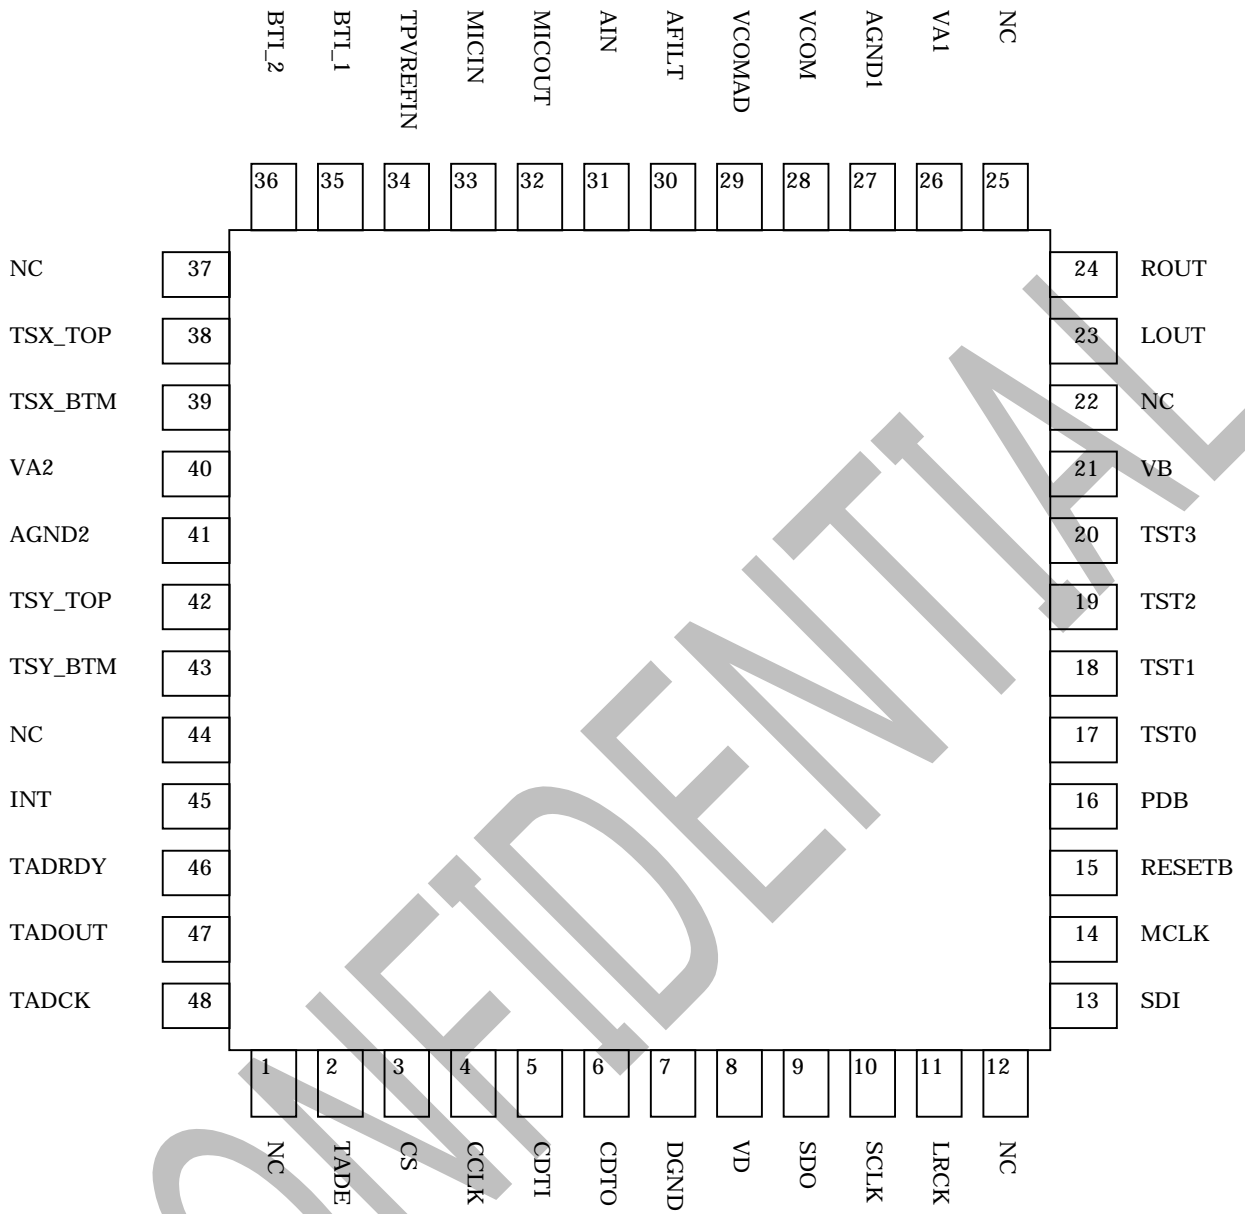 BTI_2 BTI_1 TPVREFIN MICIN MICOUT AIN AFILT VCOMAD VCOM AGND1 VA1 NC
36 35 34 33 32 31 30 29 28 27 26 25
NC 37 24 ROUT
TSX_TOP 38 23 LOUT
TSX_BTM 39 22 NC
VA2 40 21 VB
AGND2 41 20 TST3
TSY_TOP 42 19 TST2
TSY_BTM 43 18 TST1
NC 44 17 TST0
INT 45 16 PDB
TADRDY 46 15 RESETB
TADOUT 47 14 MCLK
TADCK 48 13 SDI
1 2 3 4 5 6 7 8 9 10 11 12
NC TADE CS CCLK CDTI CDTO DGND VD SDO SCLK LRCK NC
ONFIDENTIAL